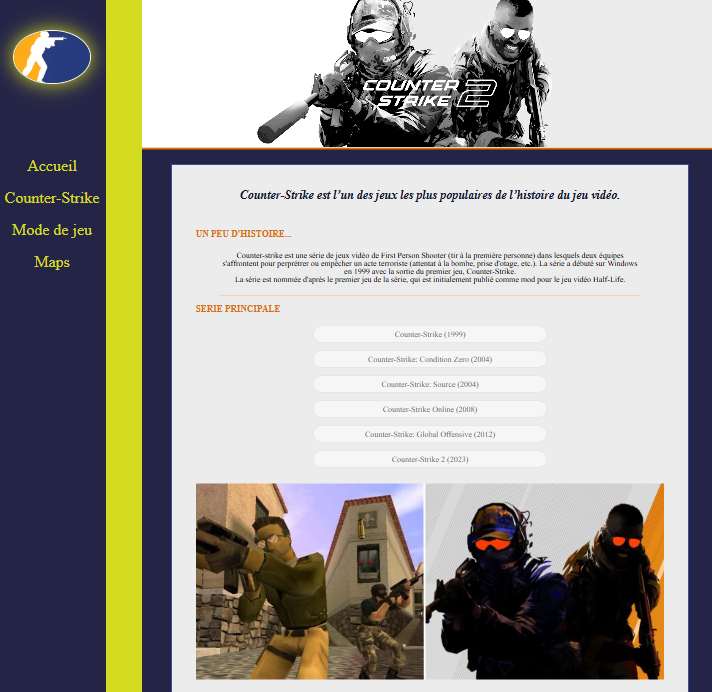 COUNTER
STRIKE 2
Accueil
Counter-Strike
Mode de jeu
Maps
Counter-Strike est l’un des jeux les plus populaires de l’histoire du jeu vidéo.
UN PEU D'HISTOIRE...
Counter-strike est une série de jeux vidéo de First Person Shooter (tir à la première personne) dans lesquels deux équipes
s'affrontent pour perprétrer ou empêcher un acte terroriste (attentat à la bombe, prise d'otage, etc.). La série a débuté sur Windows
en 1999 avec la sortie du premier jeu, Counter-Strike.
La série est nommée d'après le premier jeu de la série, qui est initialement publié comme mod pour le jeu vidéo Half-Life.
SERIE PRINCIPALE
Counter-Strike (1999)
Counter-Strike: Condition Zero (2004)
Counter-Strike: Source (2004)
Counter-Strike Online (2008)
Counter-Strike: Global Offensive (2012)
Counter-Strike 2 (2023)